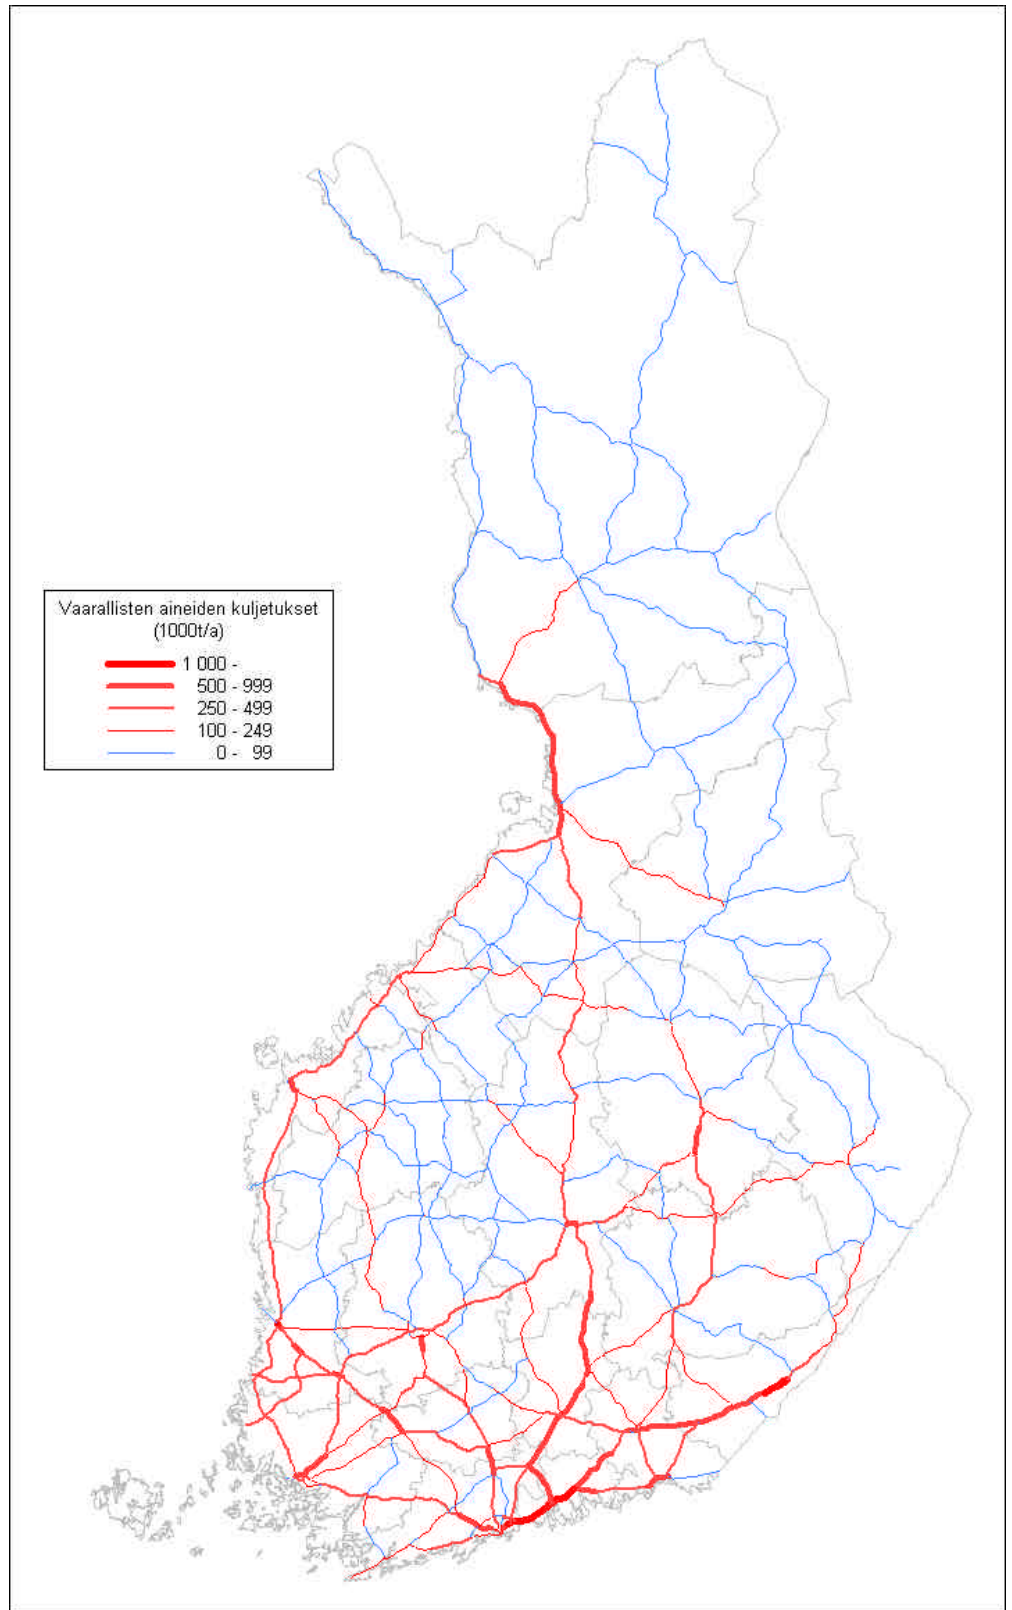 Vaarallisten aineiden kuljetukset
(1000t/a)
1 000 -
500 - 999
250 - 499
100 - 249
0 - 99